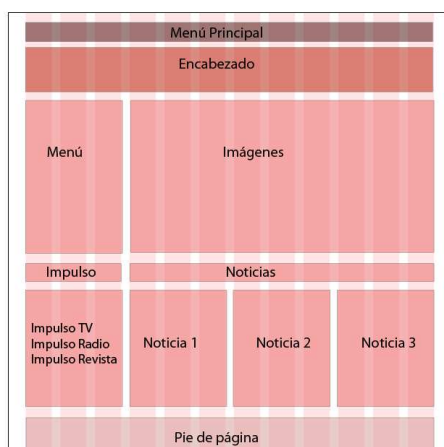 Menú Principal
Encabezado
Menú
Imágenes
Impulso
Noticias
Impulso TV
Impulso Radio
Impulso Revista
Noticia 1
Noticia 2
Noticia 3
Pie de página